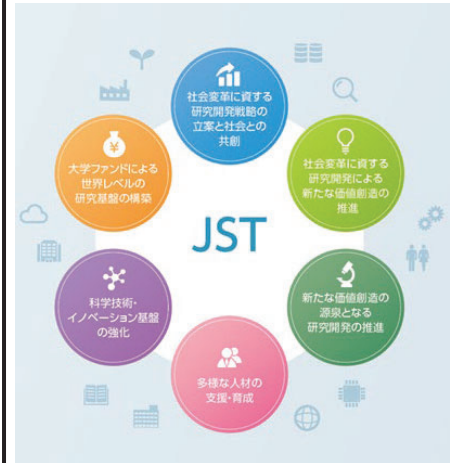 社会変革に資する
研究開発戦略の
立案と社会との
共創
社会変革に資する
研究開発による
新たな価値創造の
推進
新たな価値創造の
源泉となる
研究開発の推進
多様な人材の
支援・育成
科学技術・
イノベーション基盤
の強化
¥
大学ファンドによる
世界レベルの
研究基盤の構築
JST